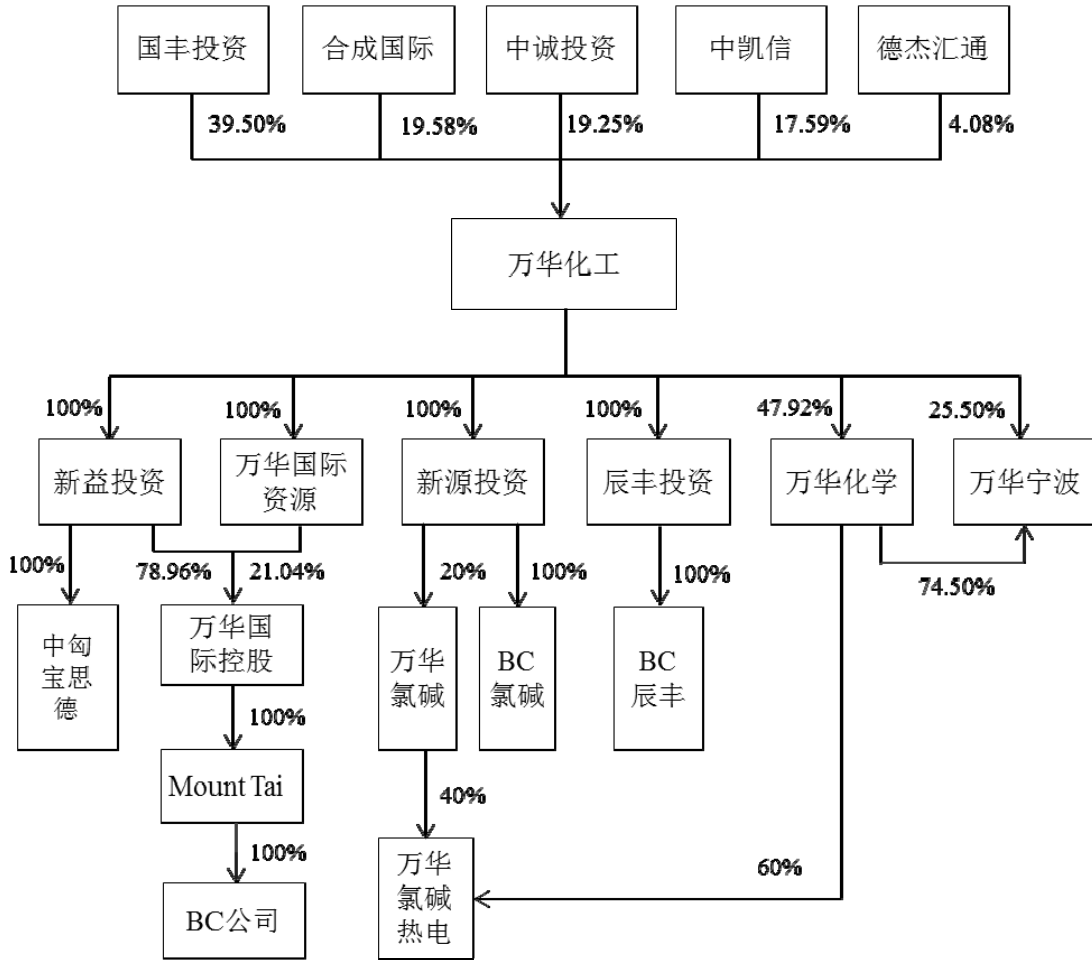 国丰投资
合成国际
中诚投资
中凯信
德杰汇通
39.50%
19.58%
19.25%
17.59%
4.08%
万华化工
100%
100%
100%
100%
47.92%
25.50%
新益投资
万华国际
资源
新源投资
辰丰投资
万华化学
万华宁波
100%
78.96%
21.04%
20%
100%
100%
74.50%
中匈
宝思
德
万华国
际控股
万华
氯碱
BC
氯碱
BC
辰丰
100%
Mount Tai
40%
100%
万华
氯碱
热电
60%
BC公司